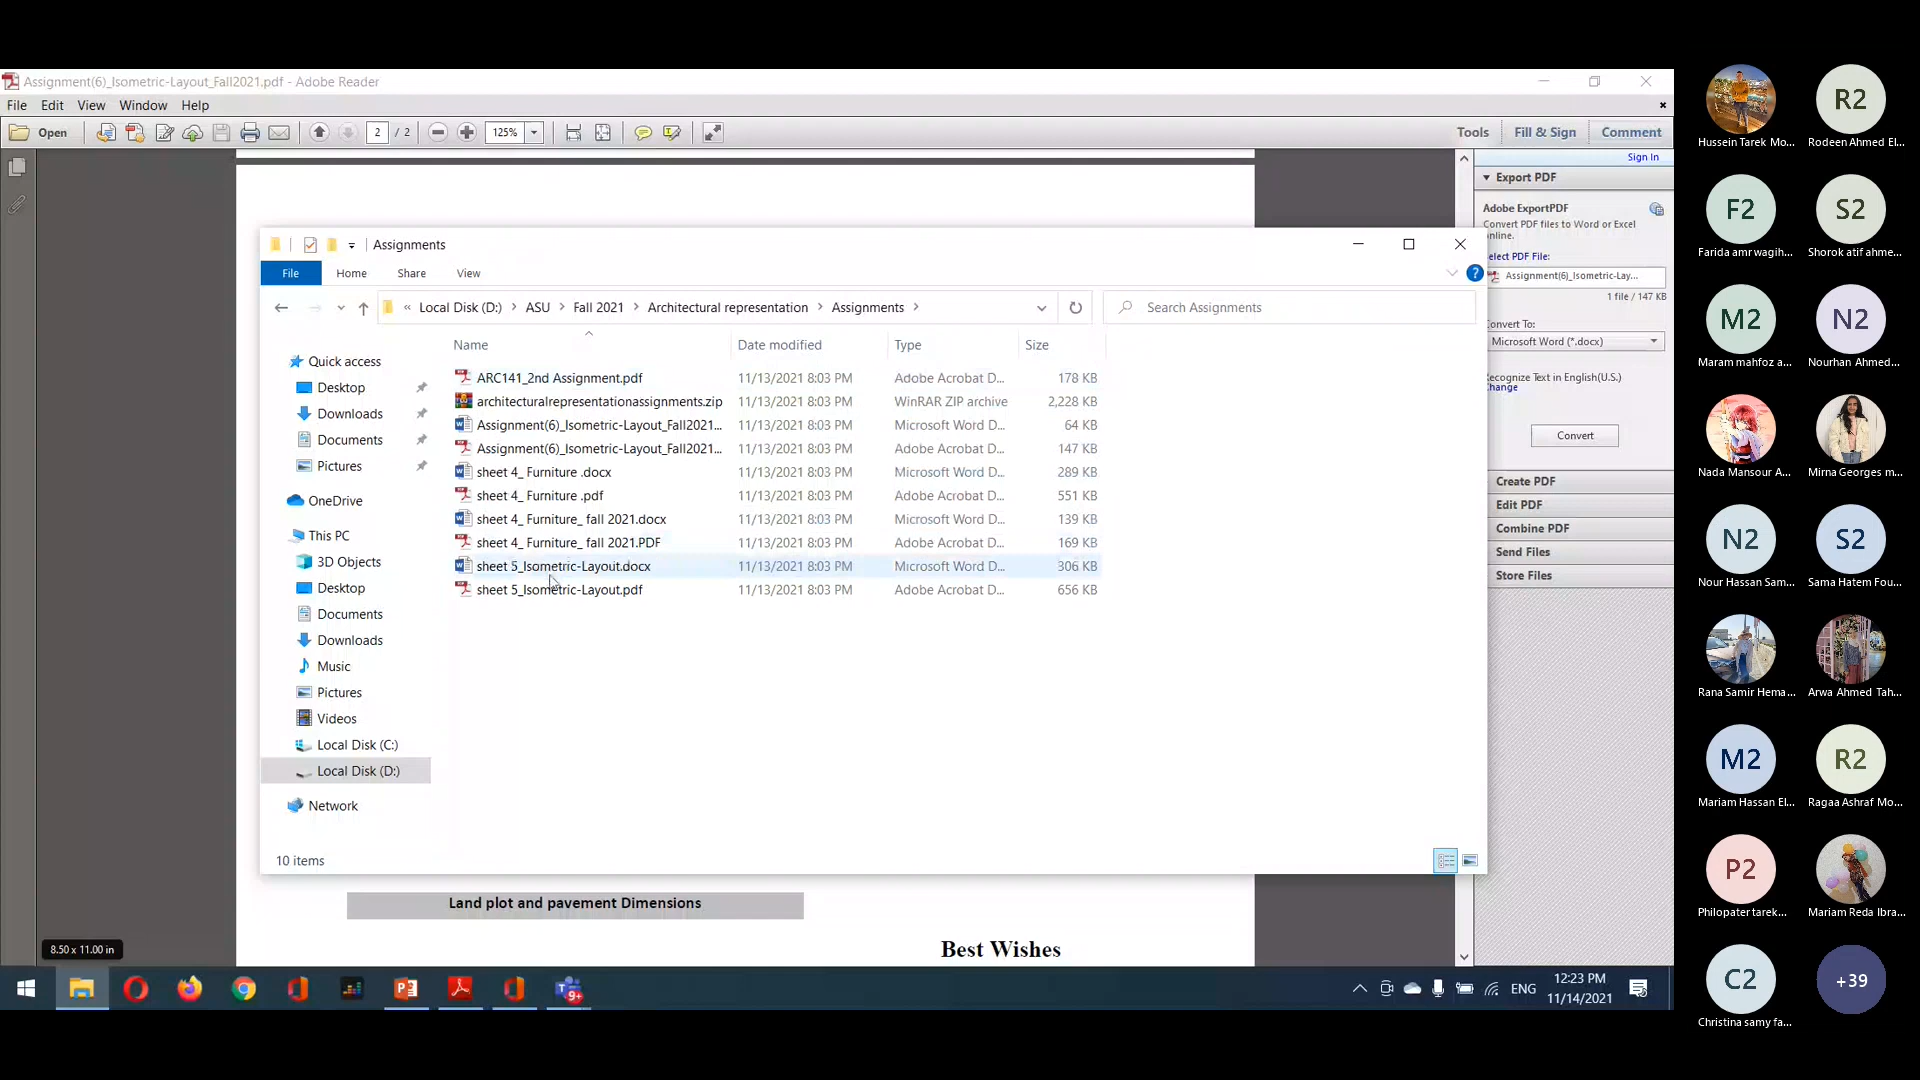 Assignment(6)_Isometric-Layout_Fall2021.pdf - Adobe Reader
File Edit View Window Help
Open 2 / 2 125% Tools Fill & Sign Comment
Sign In
Export PDF
Adobe ExportPDF
Convert PDF files to Word or Excel
online.
Select PDF File:
Assignment(6)_Isometric-Lay...
1 file / 147 KB
Convert To:
Microsoft Word (*.docx)
Recognize Text in English(U.S.)
Change
Convert
Create PDF
Edit PDF
Combine PDF
Send Files
Store Files
Assignments
File Home Share View
« Local Disk (D:) > ASU > Fall 2021 > Architectural representation > Assignments >
Search Assignments
Quick access
Desktop
Downloads
Documents
Pictures
OneDrive
This PC
3D Objects
Desktop
Documents
Downloads
Music
Pictures
Videos
Local Disk (C:)
Local Disk (D:)
Network
Name Date modified Type Size
ARC141_2nd Assignment.pdf 11/13/2021 8:03 PM Adobe Acrobat D... 178 KB
architecturalrepresentationassignments.zip 11/13/2021 8:03 PM WinRAR ZIP archive 2,228 KB
Assignment(6)_Isometric-Layout_Fall2021... 11/13/2021 8:03 PM Microsoft Word D... 64 KB
Assignment(6)_Isometric-Layout_Fall2021... 11/13/2021 8:03 PM Adobe Acrobat D... 147 KB
sheet 4_ Furniture .docx 11/13/2021 8:03 PM Microsoft Word D... 289 KB
sheet 4_ Furniture .pdf 11/13/2021 8:03 PM Adobe Acrobat D... 551 KB
sheet 4_ Furniture_ fall 2021.docx 11/13/2021 8:03 PM Microsoft Word D... 139 KB
sheet 4_ Furniture_ fall 2021.PDF 11/13/2021 8:03 PM Adobe Acrobat D... 169 KB
sheet 5_Isometric-Layout.docx 11/13/2021 8:03 PM Microsoft Word D... 306 KB
sheet 5_Isometric-Layout.pdf 11/13/2021 8:03 PM Adobe Acrobat D... 656 KB
10 items
Land plot and pavement Dimensions
Best Wishes
8.50 x 11.00 in
9+
ENG
12:23 PM
11/14/2021
R2
Hussein Tarek Mo... Rodeen Ahmed El...
F2 S2
Farida amr wagih... Shorok atif ahme...
M2 N2
Maram mahfoz a... Nourhan Ahmed...
Nada Mansour A... Mirna Georges m...
N2 S2
Nour Hassan Sam... Sama Hatem Fou...
Rana Samir Hema... Arwa Ahmed Tah...
M2 R2
Mariam Hassan El... Ragaa Ashraf Mo...
P2
Philopater tarek... Mariam Reda Ibra...
C2 +39
Christina samy fa...